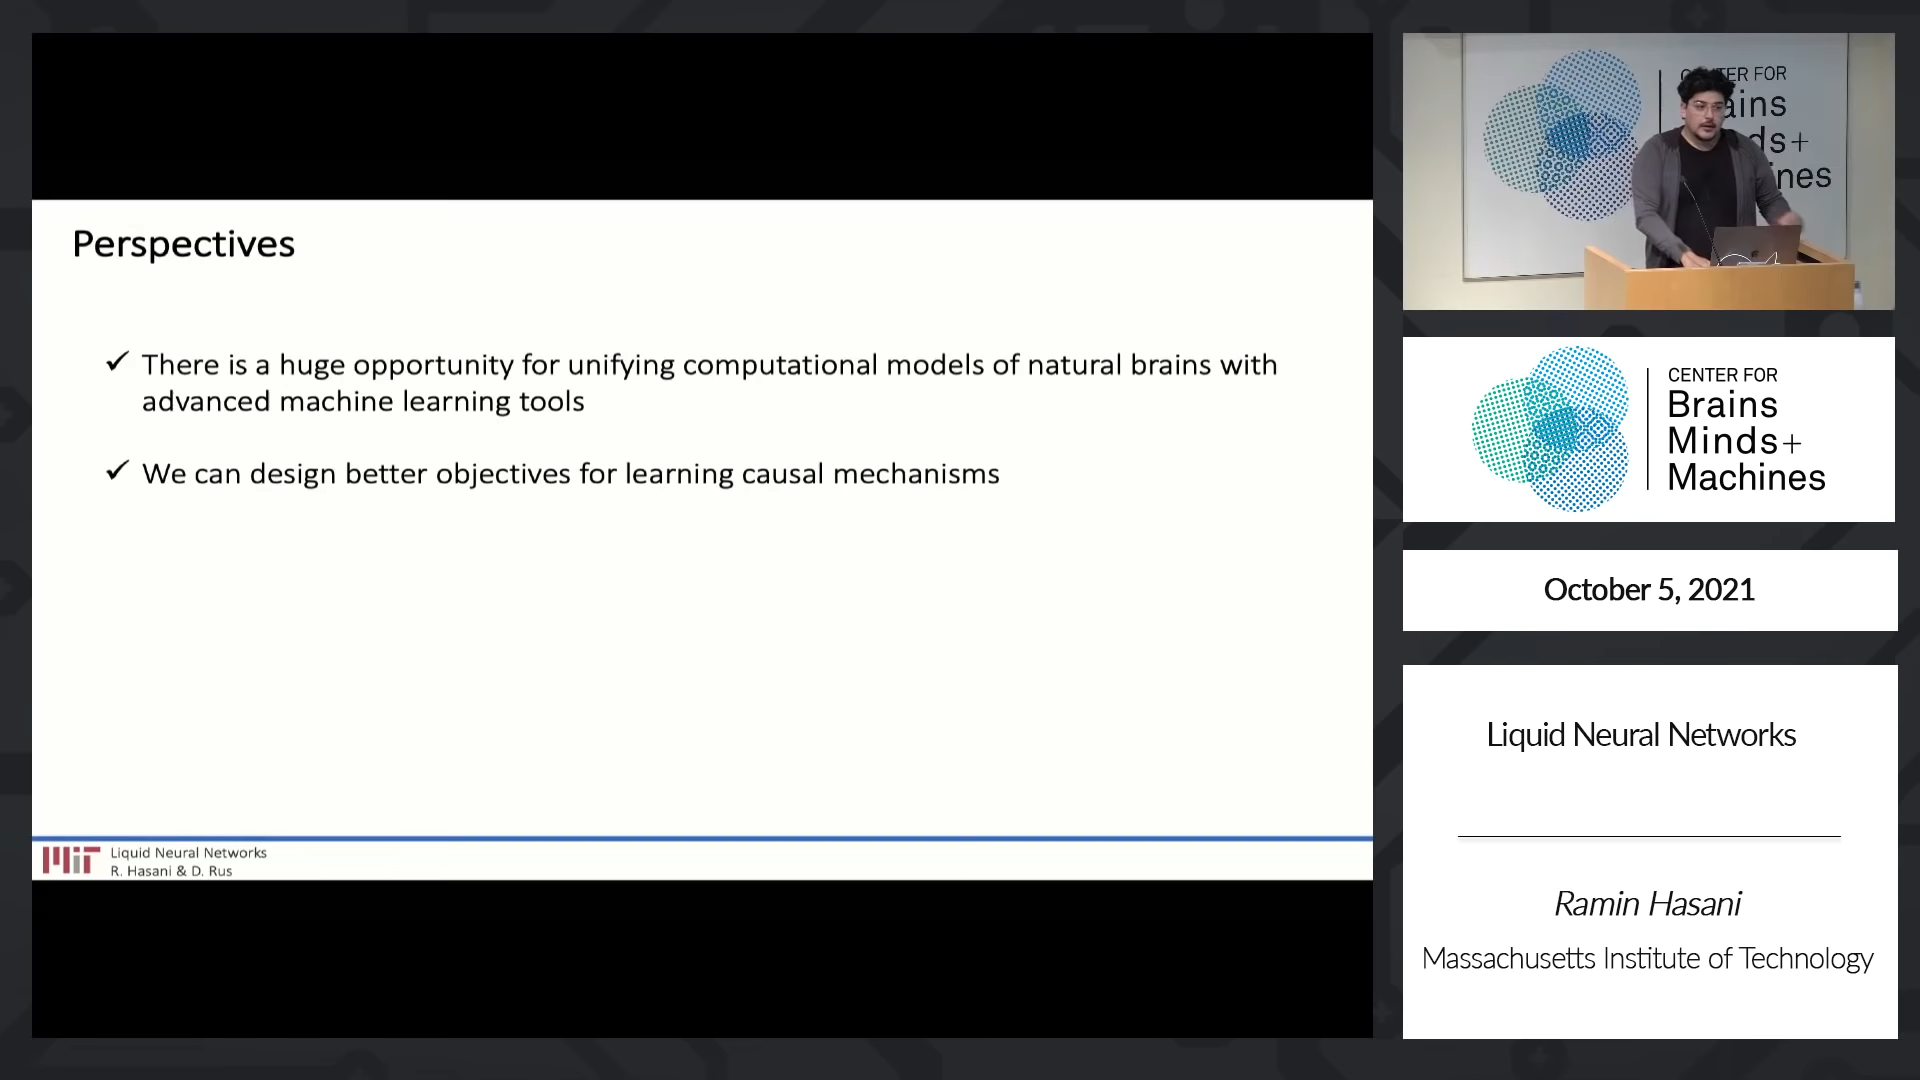 Perspectives
✓ There is a huge opportunity for unifying computational models of natural brains with
advanced machine learning tools
✓ We can design better objectives for learning causal mechanisms
MIT
Liquid Neural Networks
R. Hasani & D. Rus
CENTER FOR
Brains
Minds+
Machines
October 5, 2021
Liquid Neural Networks
Ramin Hasani
Massachusetts Institute of Technology